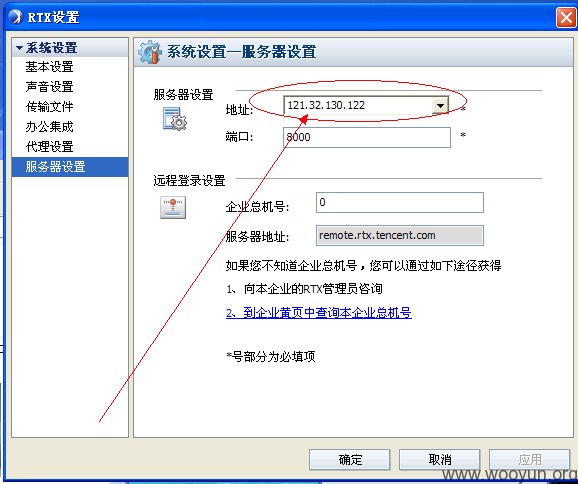 RTX设置
系统设置
基本设置
声音设置
传输文件
办公集成
代理设置
服务器设置
系统设置—服务器设置
服务器设置
地址: 121.32.130.122 *
端口: 8000 *
远程登录设置
企业总机号: 0
服务器地址: remote.rtx.tencent.com
如果您不知道企业总机号，您可以通过如下途径获得
1、向本企业的RTX管理员咨询
2、到企业黄页中查询本企业总机号
*号部分为必填项
确定 取消 应用
www.wooyun.org